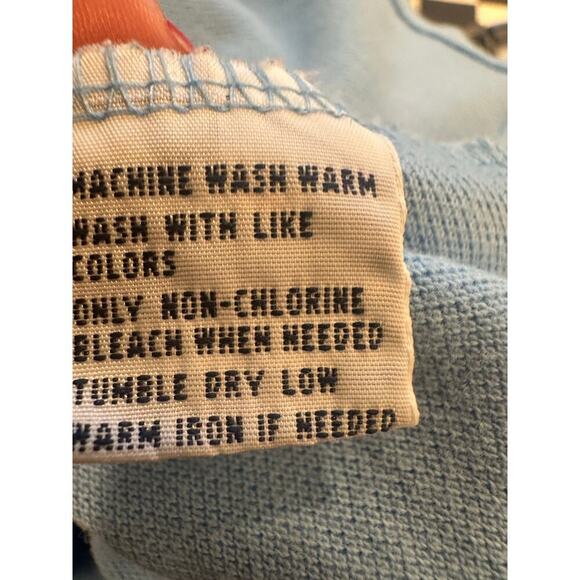 MACHINE WASH WARM
WASH WITH LIKE
COLORS
ONLY NON-CHLORINE
BLEACH WHEN NEEDED
TUMBLE DRY LOW
WARM IRON IF NEEDED